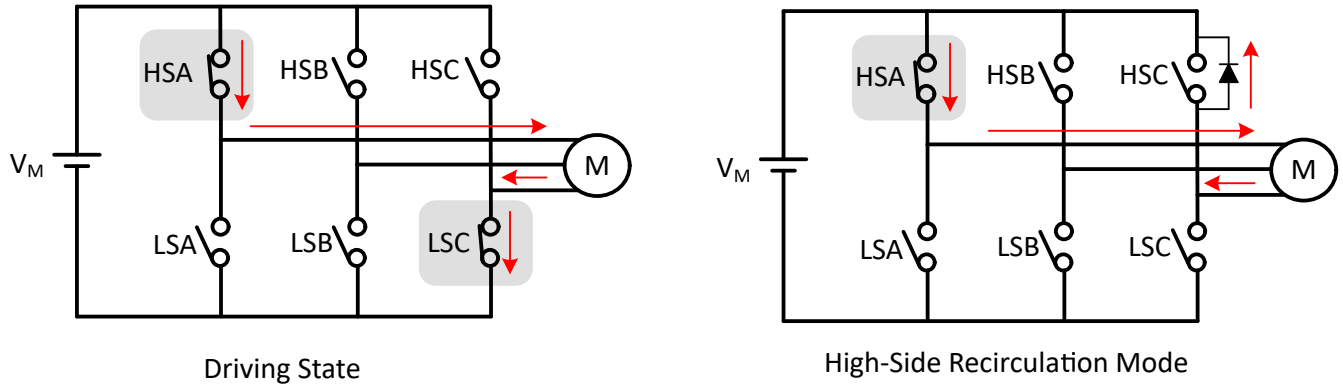 HSA HSB HSC
V_M
M
LSA LSB LSC
Driving State
HSA HSB HSC
V_M
M
LSA LSB LSC
High-Side Recirculation Mode